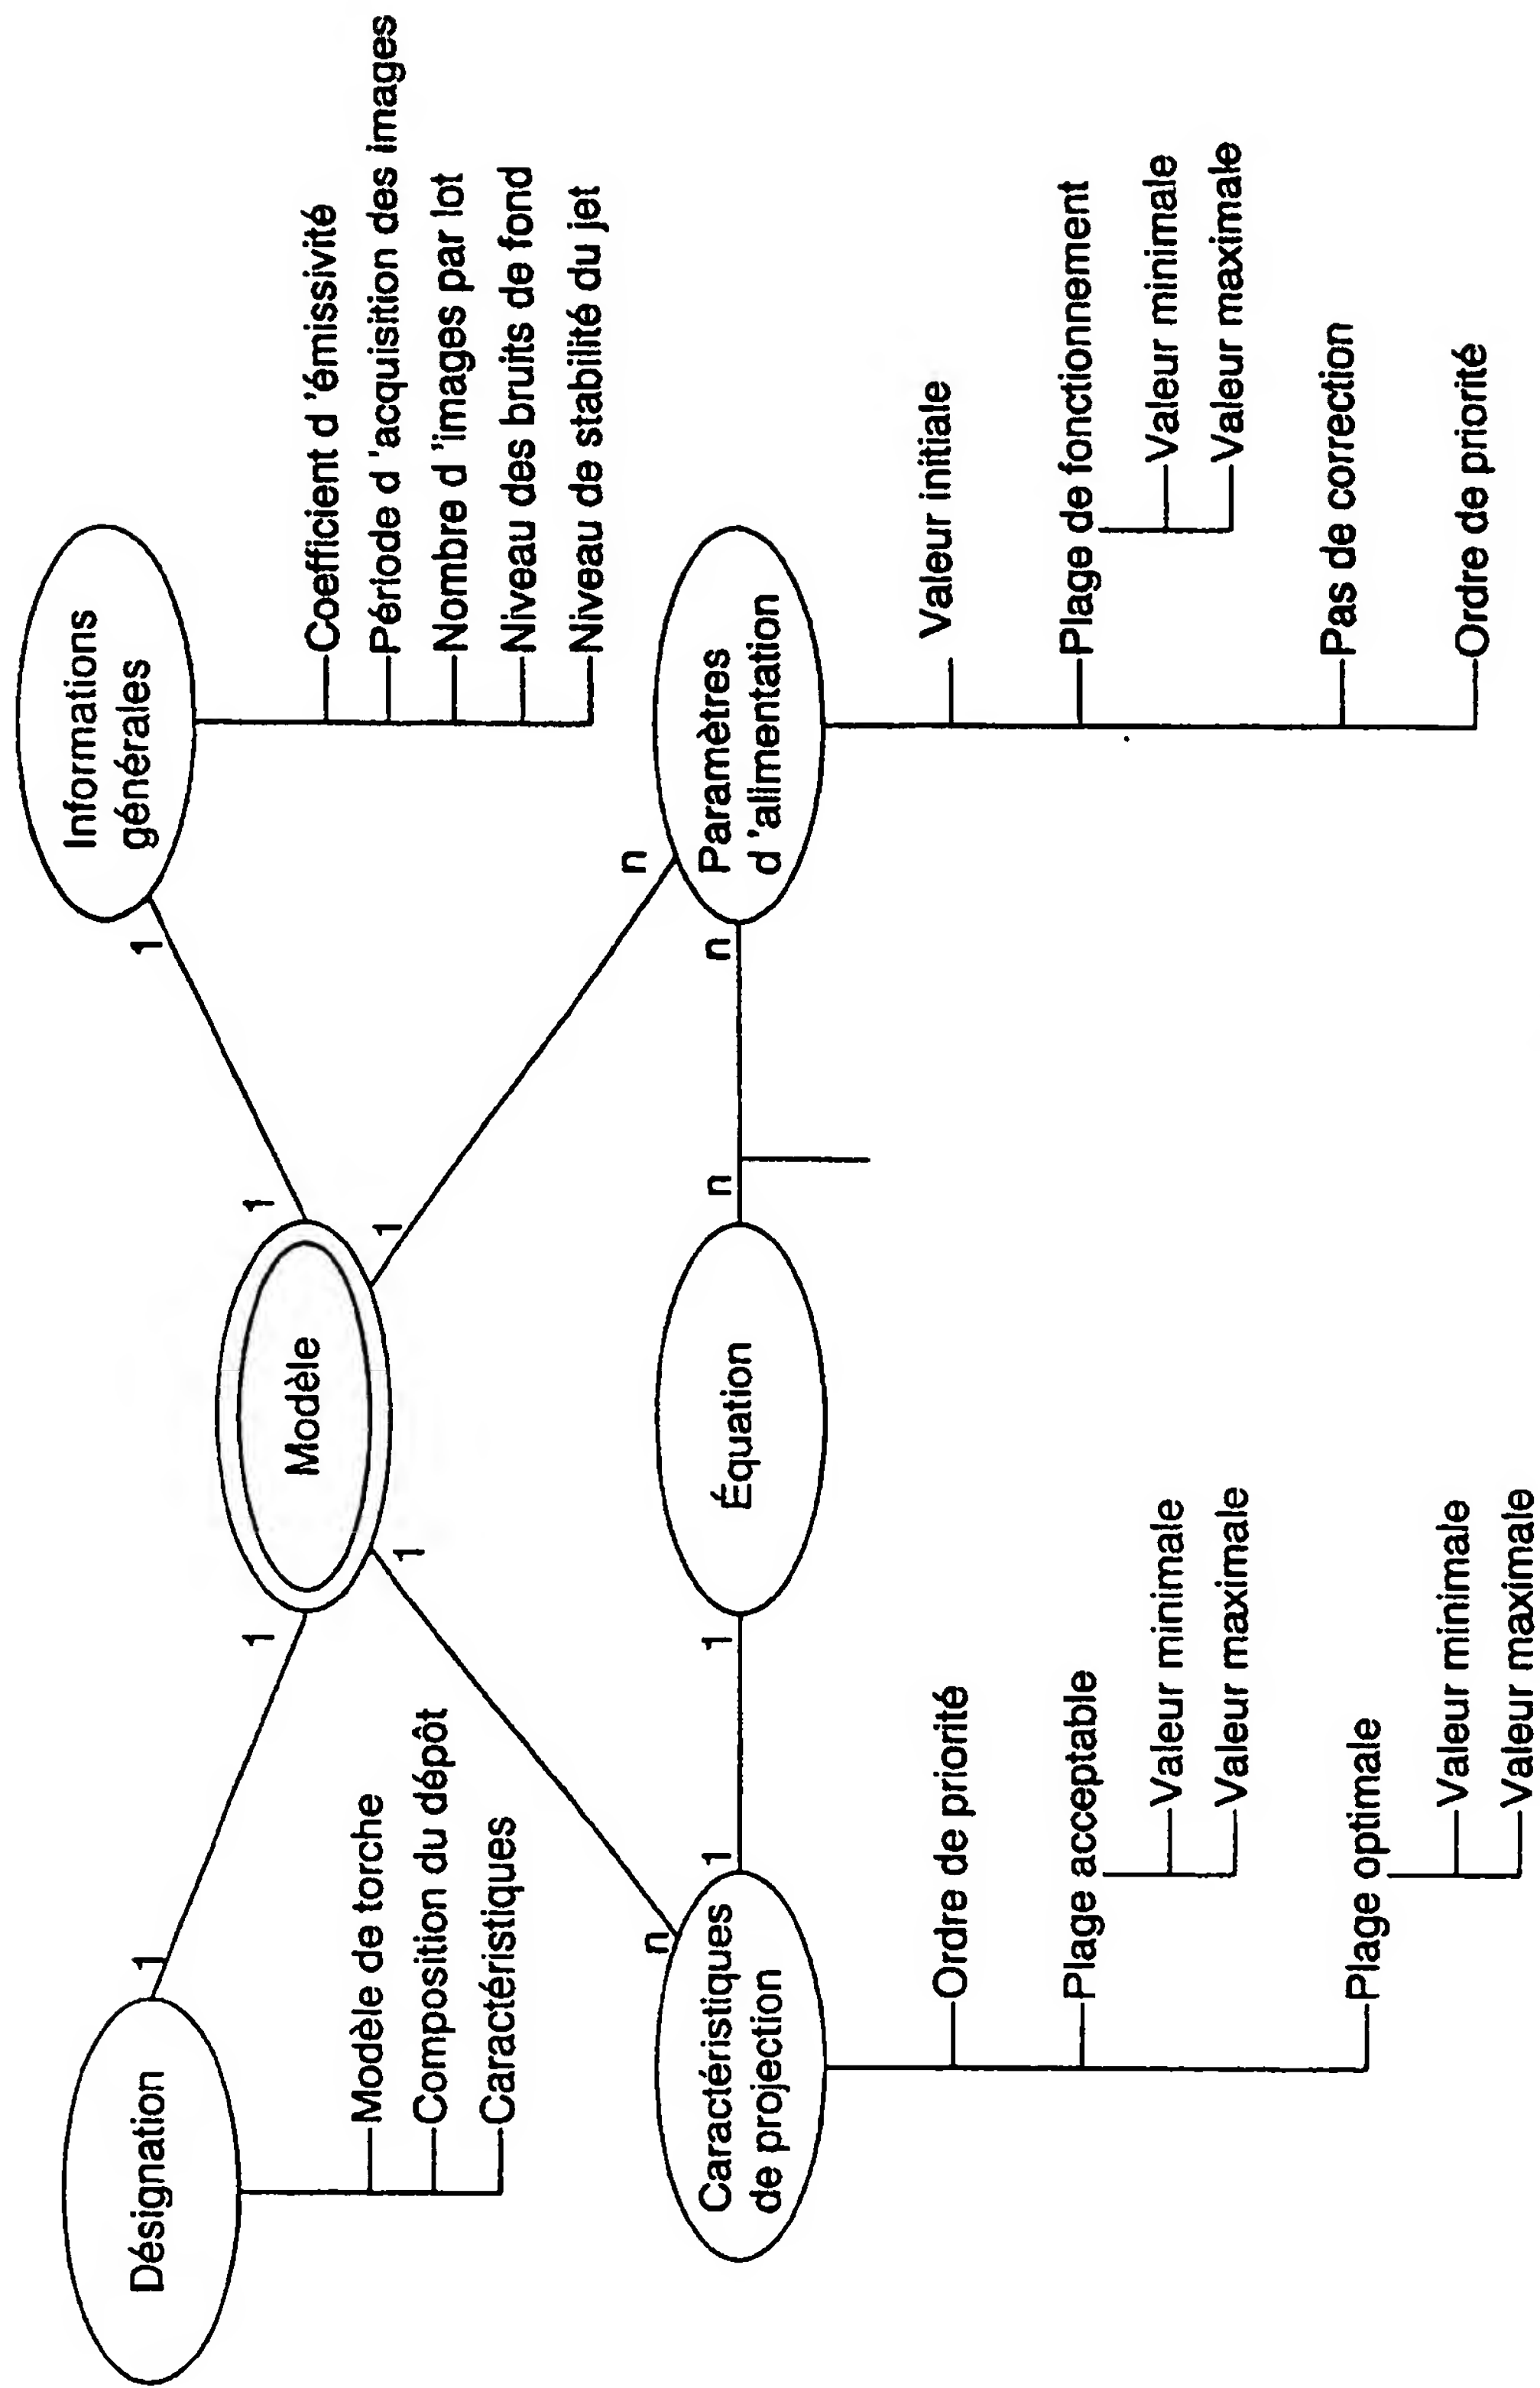 Désignation
Modèle de torche
Composition du dépôt
Caractéristiques
1
1
Modèle
1
1
Informations
générales
Coefficient d 'émissivité
Période d 'acquisition des images
Nombre d 'images par lot
Niveau des bruits de fond
Niveau de stabilité du jet
1
n
1
n
Caractéristiques
de projection
1
1
Équation
n
n
Paramètres
d 'alimentation
Ordre de priorité
Plage acceptable
Valeur minimale
Valeur maximale
Plage optimale
Valeur minimale
Valeur maximale
Valeur initiale
Plage de fonctionnement
Valeur minimale
Valeur maximale
Pas de correction
Ordre de priorité